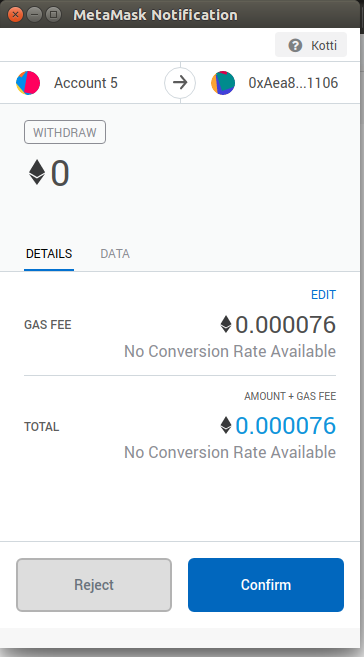 MetaMask Notification
Kotti
Account 5
0xAea8...1106
WITHDRAW
0
DETAILS
DATA
EDIT
GAS FEE
0.000076
No Conversion Rate Available
AMOUNT + GAS FEE
TOTAL
0.000076
No Conversion Rate Available
Reject
Confirm